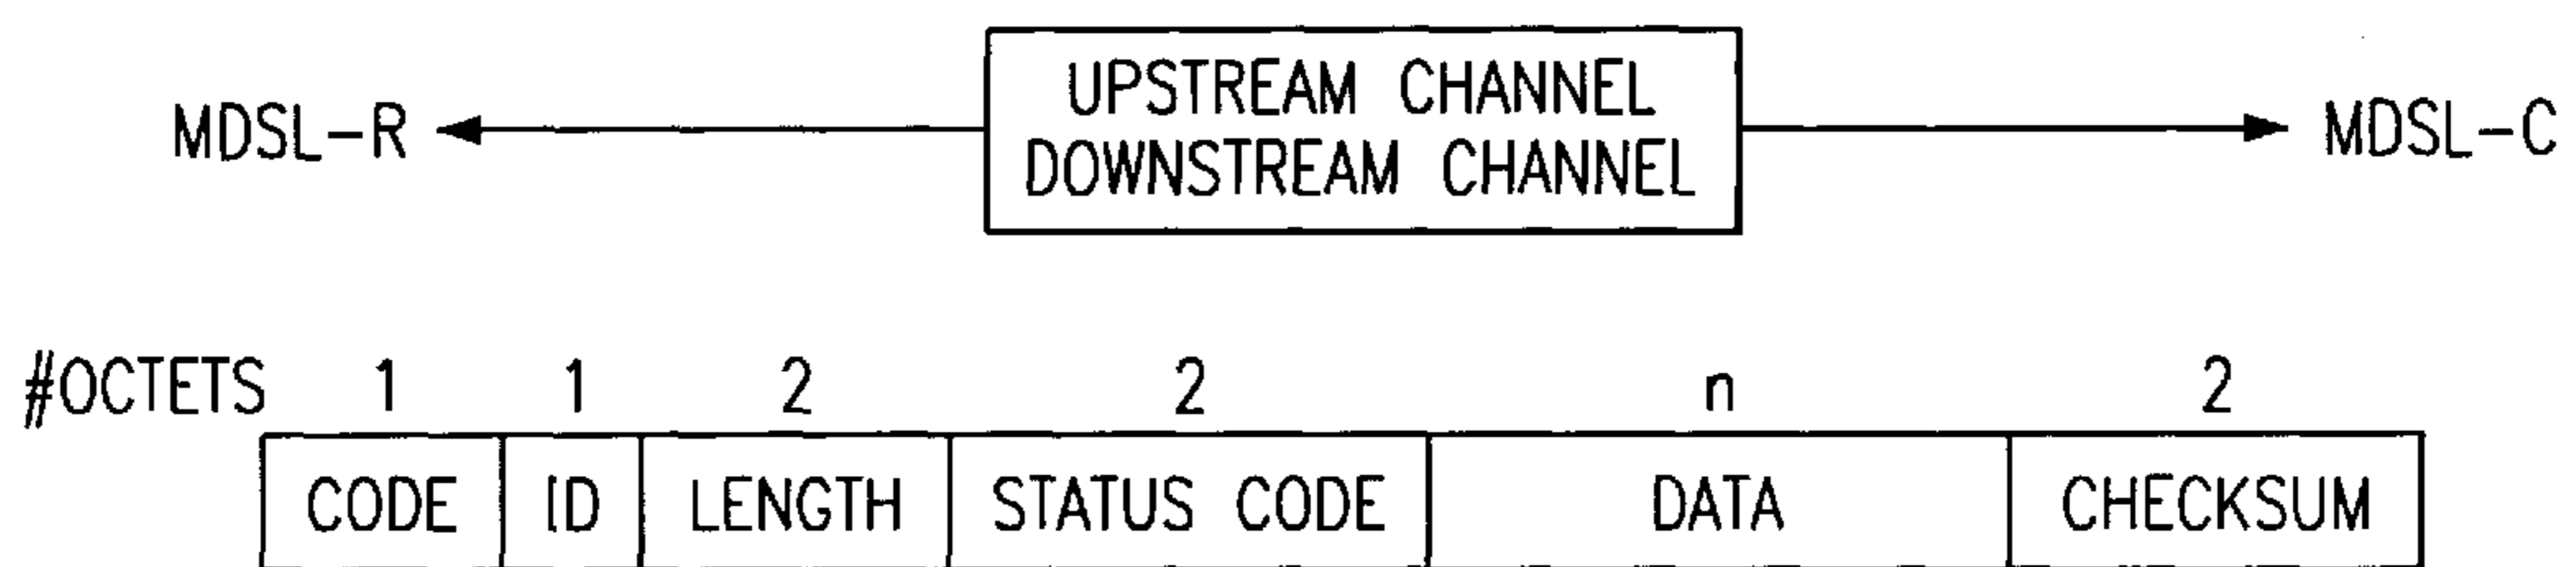 UPSTREAM CHANNEL
MDSL-R DOWNSTREAM CHANNEL MDSL-C
#OCTETS 1 1 2 2 n 2
CODE ID LENGTH STATUS CODE DATA CHECKSUM